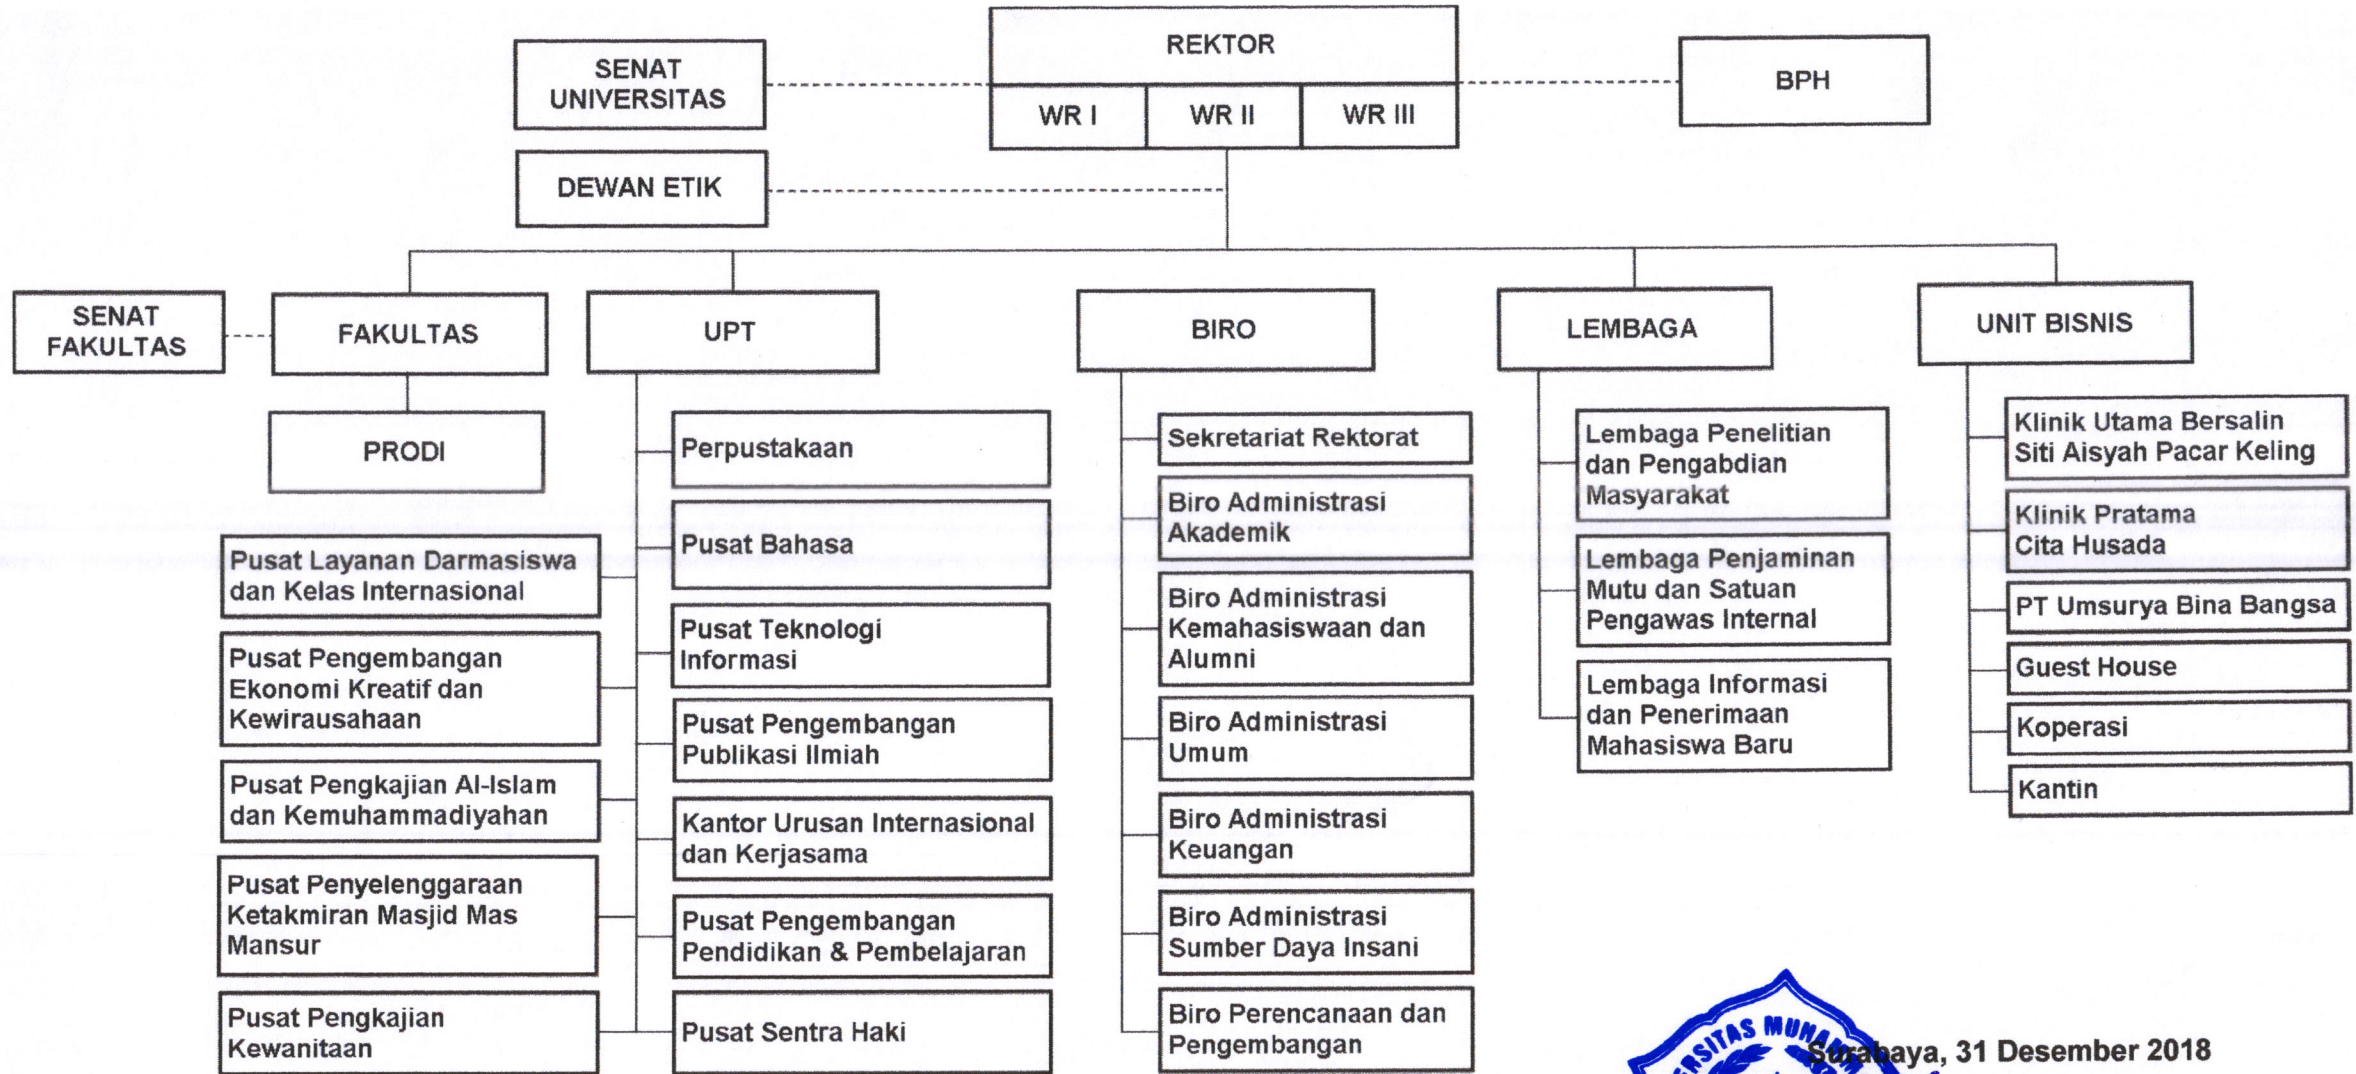 REKTOR
SENAT
UNIVERSITAS
BPH
WR I
WR II
WR III
DEWAN ETIK
SENAT
FAKULTAS
FAKULTAS
UPT
BIRO
LEMBAGA
UNIT BISNIS
PRODI
Pusat Layanan Darmasiswa
dan Kelas Internasional
Pusat Pengembangan
Ekonomi Kreatif dan
Kewirausahaan
Pusat Pengkajian Al-Islam
dan Kemuhammadiyahan
Pusat Penyelenggaraan
Ketakmiran Masjid Mas
Mansur
Pusat Pengkajian
Kewanitaan
Perpustakaan
Pusat Bahasa
Pusat Teknologi
Informasi
Pusat Pengembangan
Publikasi Ilmiah
Kantor Urusan Internasional
dan Kerjasama
Pusat Pengembangan
Pendidikan & Pembelajaran
Pusat Sentra Haki
Sekretariat Rektorat
Biro Administrasi
Akademik
Biro Administrasi
Kemahasiswaan dan
Alumni
Biro Administrasi
Umum
Biro Administrasi
Keuangan
Biro Administrasi
Sumber Daya Insani
Biro Perencanaan dan
Pengembangan
Lembaga Penelitian
dan Pengabdian
Masyarakat
Lembaga Penjaminan
Mutu dan Satuan
Pengawas Internal
Lembaga Informasi
dan Penerimaan
Mahasiswa Baru
Klinik Utama Bersalin
Siti Aisyah Pacar Keling
Klinik Pratama
Cita Husada
PT Umsurya Bina Bangsa
Guest House
Koperasi
Kantin
Surabaya, 31 Desember 2018